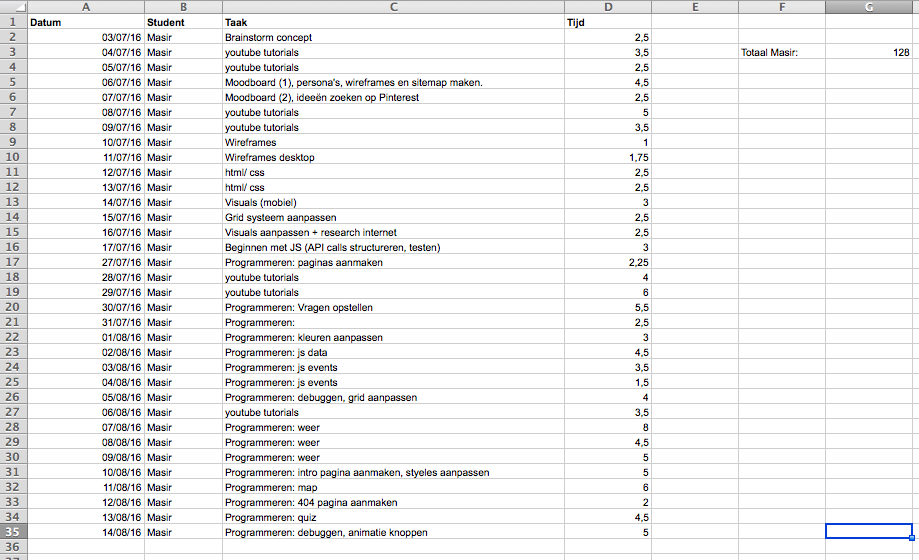 A B C D E F G
1 Datum Student Taak Tijd
2 03/07/16 Masir Brainstorm concept 2,5
3 04/07/16 Masir youtube tutorials 3,5 Totaal Masir: 128
4 05/07/16 Masir youtube tutorials 2,5
5 06/07/16 Masir Moodboard (1), persona's, wireframes en sitemap maken. 4,5
6 07/07/16 Masir Moodboard (2), ideeën zoeken op Pinterest 2,5
7 08/07/16 Masir youtube tutorials 5
8 09/07/16 Masir youtube tutorials 3,5
9 10/07/16 Masir Wireframes 1
10 11/07/16 Masir Wireframes desktop 1,75
11 12/07/16 Masir html/ css 2,5
12 13/07/16 Masir html/ css 2,5
13 14/07/16 Masir Visuals (mobiel) 3
14 15/07/16 Masir Grid systeem aanpassen 2,5
15 16/07/16 Masir Visuals aanpassen + research internet 2,5
16 17/07/16 Masir Beginnen met JS (API calls structureren, testen) 3
17 27/07/16 Masir Programmeren: paginas aanmaken 2,25
18 28/07/16 Masir youtube tutorials 4
19 29/07/16 Masir youtube tutorials 6
20 30/07/16 Masir Programmeren: Vragen opstellen 5,5
21 31/07/16 Masir Programmeren: 2,5
22 01/08/16 Masir Programmeren: kleuren aanpassen 3
23 02/08/16 Masir Programmeren: js data 4,5
24 03/08/16 Masir Programmeren: js events 3,5
25 04/08/16 Masir Programmeren: js events 1,5
26 05/08/16 Masir Programmeren: debuggen, grid aanpassen 4
27 06/08/16 Masir youtube tutorials 3,5
28 07/08/16 Masir Programmeren: weer 8
29 08/08/16 Masir Programmeren: weer 4,5
30 09/08/16 Masir Programmeren: weer 5
31 10/08/16 Masir Programmeren: intro pagina aanmaken, styeles aanpassen 5
32 11/08/16 Masir Programmeren: map 6
33 12/08/16 Masir Programmeren: 404 pagina aanmaken 2
34 13/08/16 Masir Programmeren: quiz 4,5
35 14/08/16 Masir Programmeren: debuggen, animatie knoppen 5
36